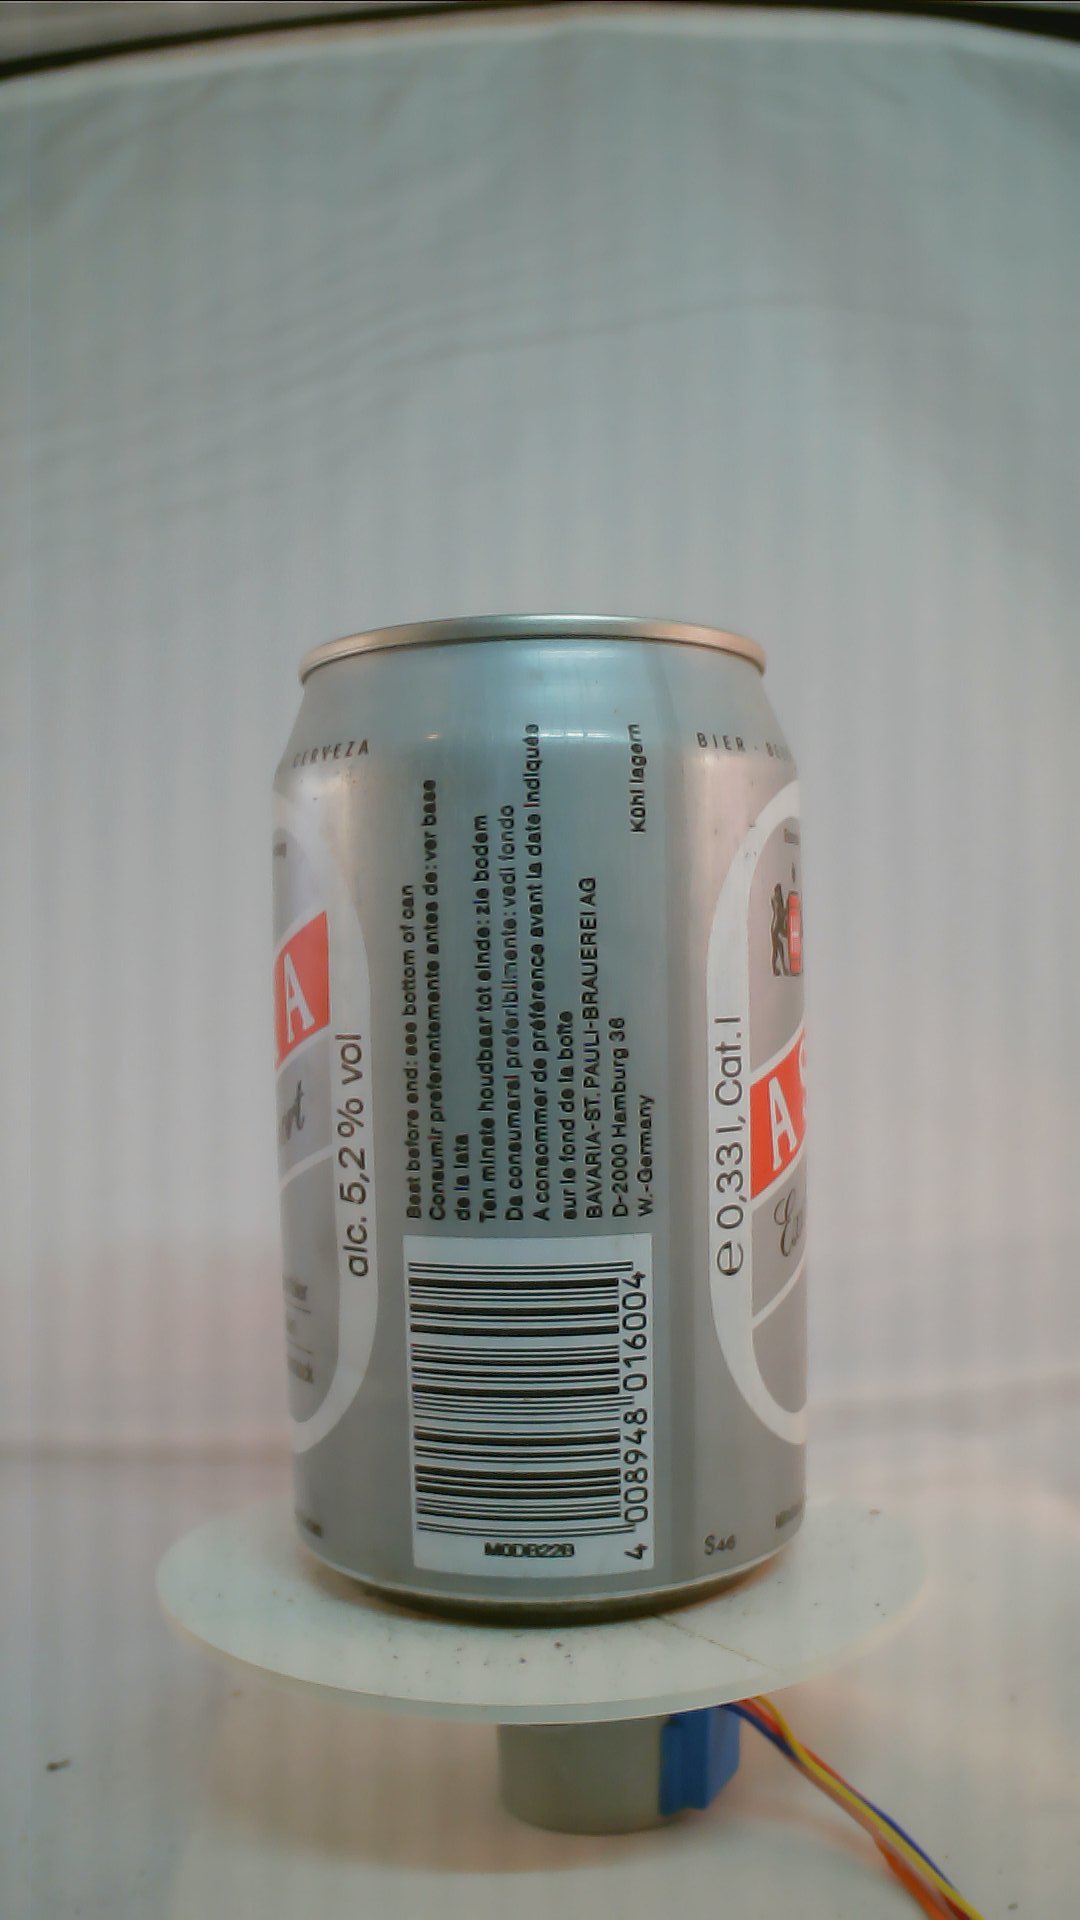 CERVEZA
A
alc. 5,2 % vol
Best before end: see bottom of can
Consumir preferentemente antes de: ver base
de la lata
Ten minste houdbaar tot einde: zie bodem
Da consumarsi preferibilmente: vedi fondo
A consommer de préférence avant la date indiquée
sur le fond de la boîte
BAVARIA-ST. PAULI-BRAUEREI AG
D-2000 Hamburg 36
W.-Germany
Kühl lagern
4 008948 016004
M0DB22B
BIER
e 0,33 l, Cat. I
AS
S46